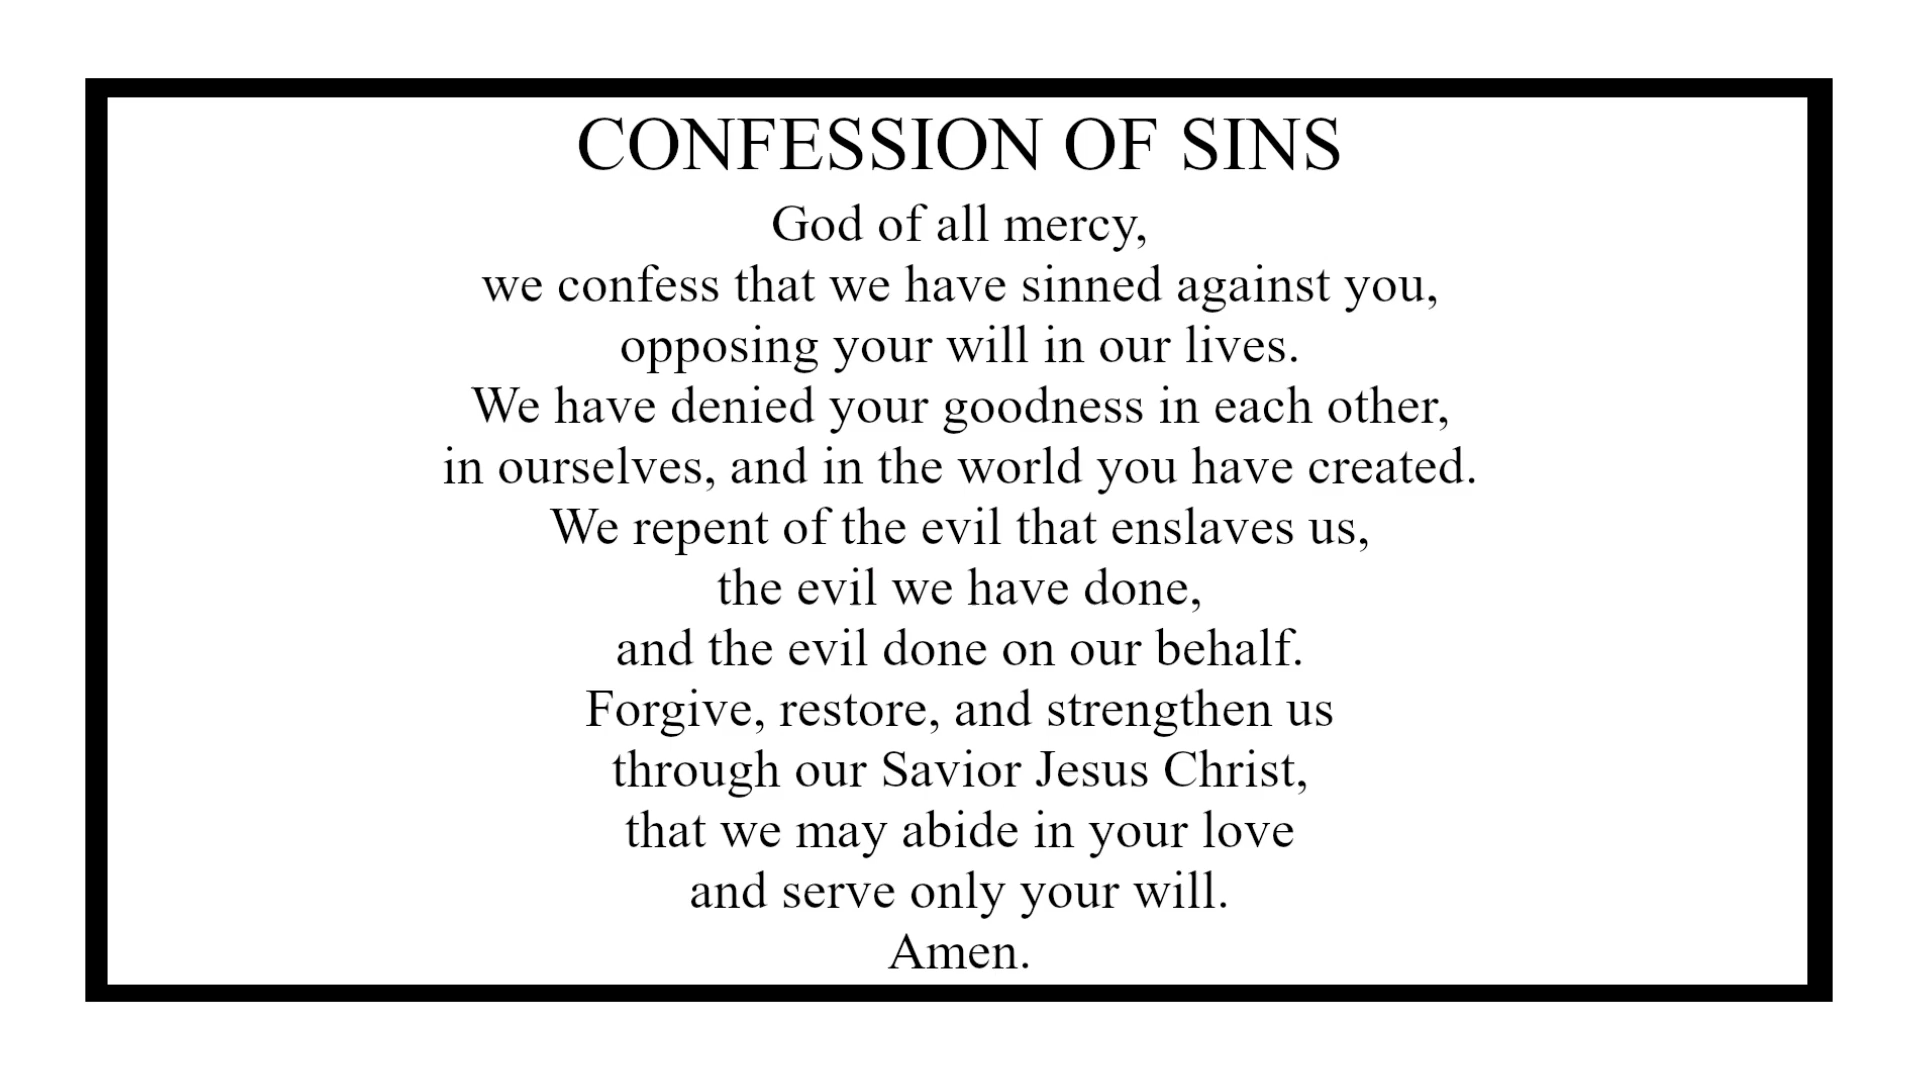 CONFESSION OF SINS
God of all mercy,
we confess that we have sinned against you,
opposing your will in our lives.
We have denied your goodness in each other,
in ourselves, and in the world you have created.
We repent of the evil that enslaves us,
the evil we have done,
and the evil done on our behalf.
Forgive, restore, and strengthen us
through our Savior Jesus Christ,
that we may abide in your love
and serve only your will.
Amen.